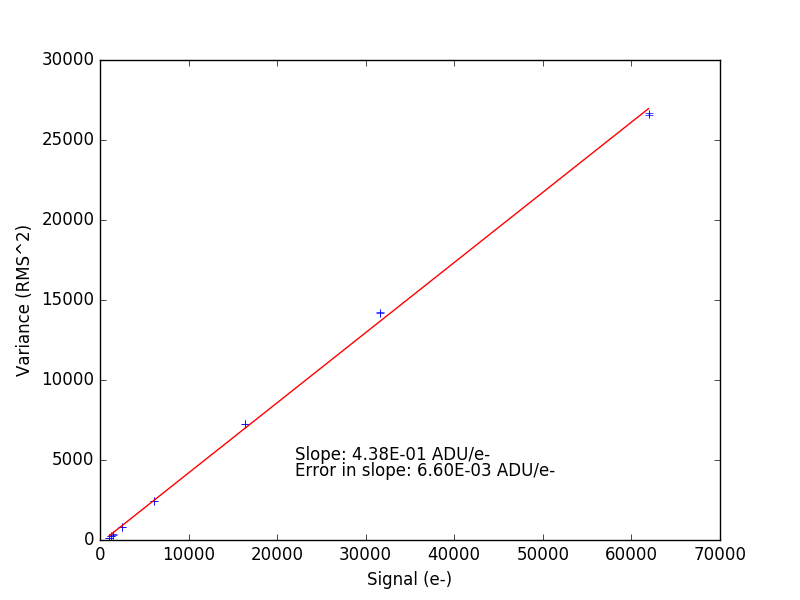 30000
25000
20000
15000
10000
5000
0
Variance (RMS^2)
Slope: 4.38E-01 ADU/e-
Error in slope: 6.60E-03 ADU/e-
0 10000 20000 30000 40000 50000 60000 70000
Signal (e-)